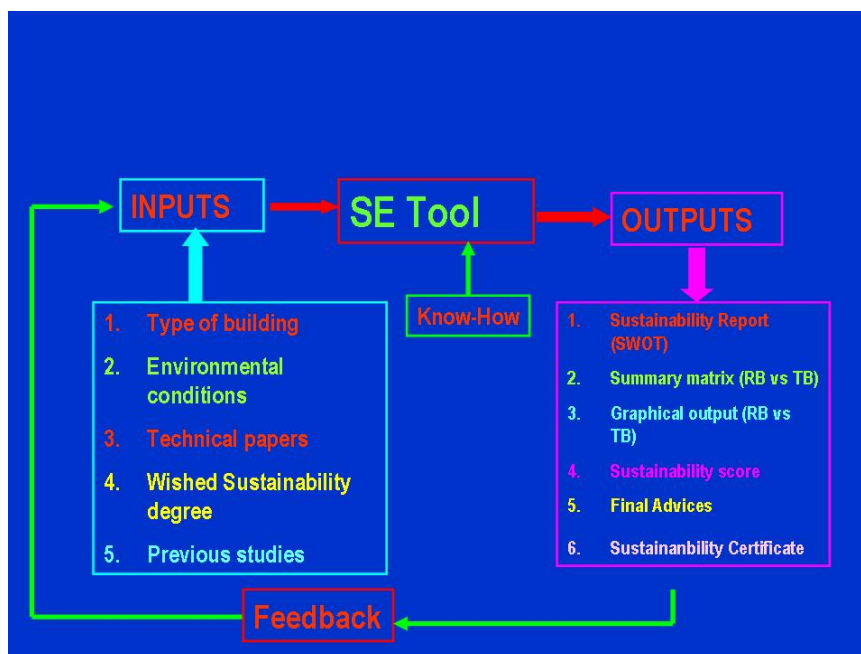 INPUTS
SE Tool
OUTPUTS
Know-How
1. Type of building
2. Environmental
conditions
3. Technical papers
4. Wished Sustainability
degree
5. Previous studies
1. Sustainability Report
(SWOT)
2. Summary matrix (RB vs TB)
3. Graphical output (RB vs
TB)
4. Sustainability score
5. Final Advices
6. Sustainanbility Certificate
Feedback